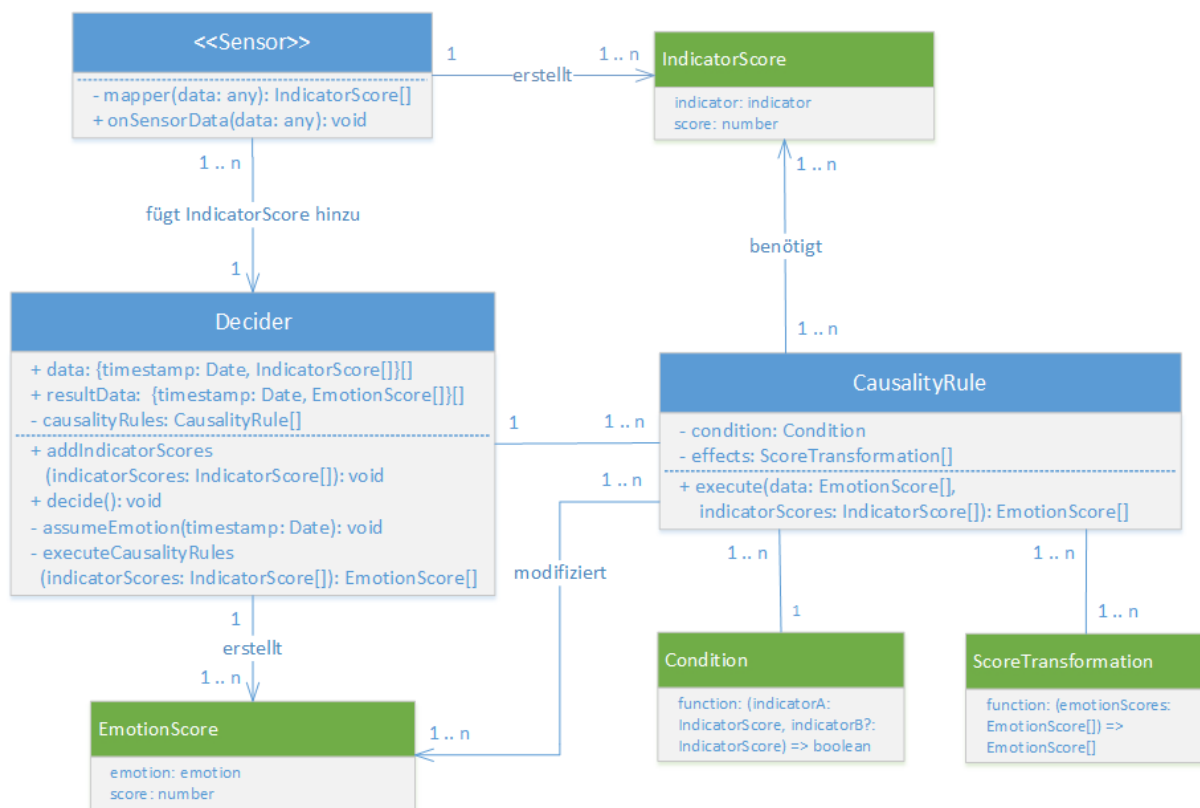 <<Sensor>>
- mapper(data: any): IndicatorScore[]
+ onSensorData(data: any): void
1
erstellt
1 .. n
IndicatorScore
indicator: indicator
score: number
1 .. n
fügt IndicatorScore hinzu
1
1 .. n
benötigt
1 .. n
Decider
+ data: {timestamp: Date, IndicatorScore[]}[]
+ resultData:  {timestamp: Date, EmotionScore[]}[]
- causalityRules: CausalityRule[]
+ addIndicatorScores
(indicatorScores: IndicatorScore[]): void
+ decide(): void
- assumeEmotion(timestamp: Date): void
- executeCausalityRules
(indicatorScores: IndicatorScore[]): EmotionScore[]
1
1 .. n
CausalityRule
- condition: Condition
- effects: ScoreTransformation[]
+ execute(data: EmotionScore[],
indicatorScores: IndicatorScore[]): EmotionScore[]
1 .. n
modifiziert
1 .. n
1
erstellt
1 .. n
EmotionScore
emotion: emotion
score: number
1 .. n
1
Condition
function: (indicatorA:
IndicatorScore, indicatorB?:
IndicatorScore) => boolean
1 .. n
1 .. n
ScoreTransformation
function: (emotionScores:
EmotionScore[]) =>
EmotionScore[]